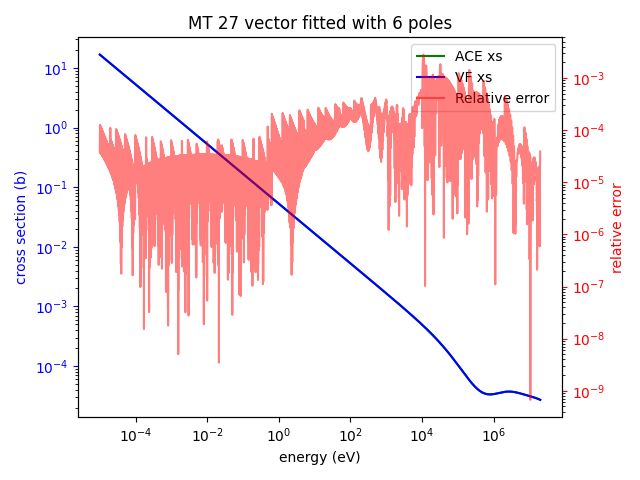 MT 27 vector fitted with 6 poles
ACE xs
VF xs
Relative error
cross section (b)
10¹
10⁰
10⁻¹
10⁻²
10⁻³
10⁻⁴
10⁻³
10⁻⁴
10⁻⁵
10⁻⁶
10⁻⁷
10⁻⁸
10⁻⁹
relative error
10⁻⁴ 10⁻² 10⁰ 10² 10⁴ 10⁶
energy (eV)